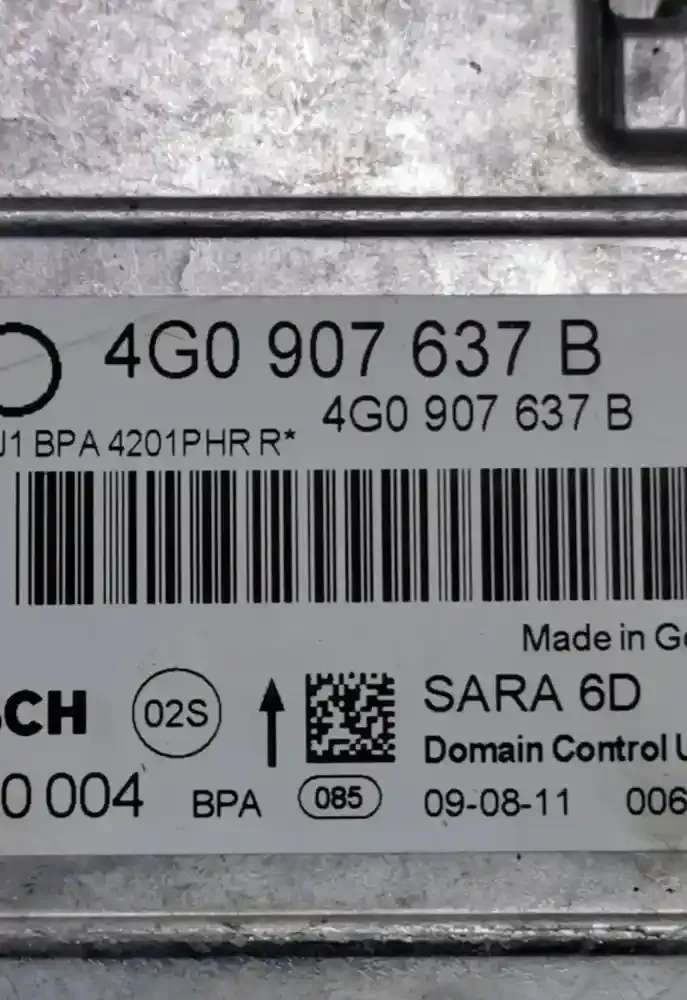 4G0 907 637 B
4G0 907 637 B
J1 BPA 4201PHR R*
Made in Ge
SCH
02S
SARA 6D
Domain Control U
0 004 BPA 085 09-08-11 006